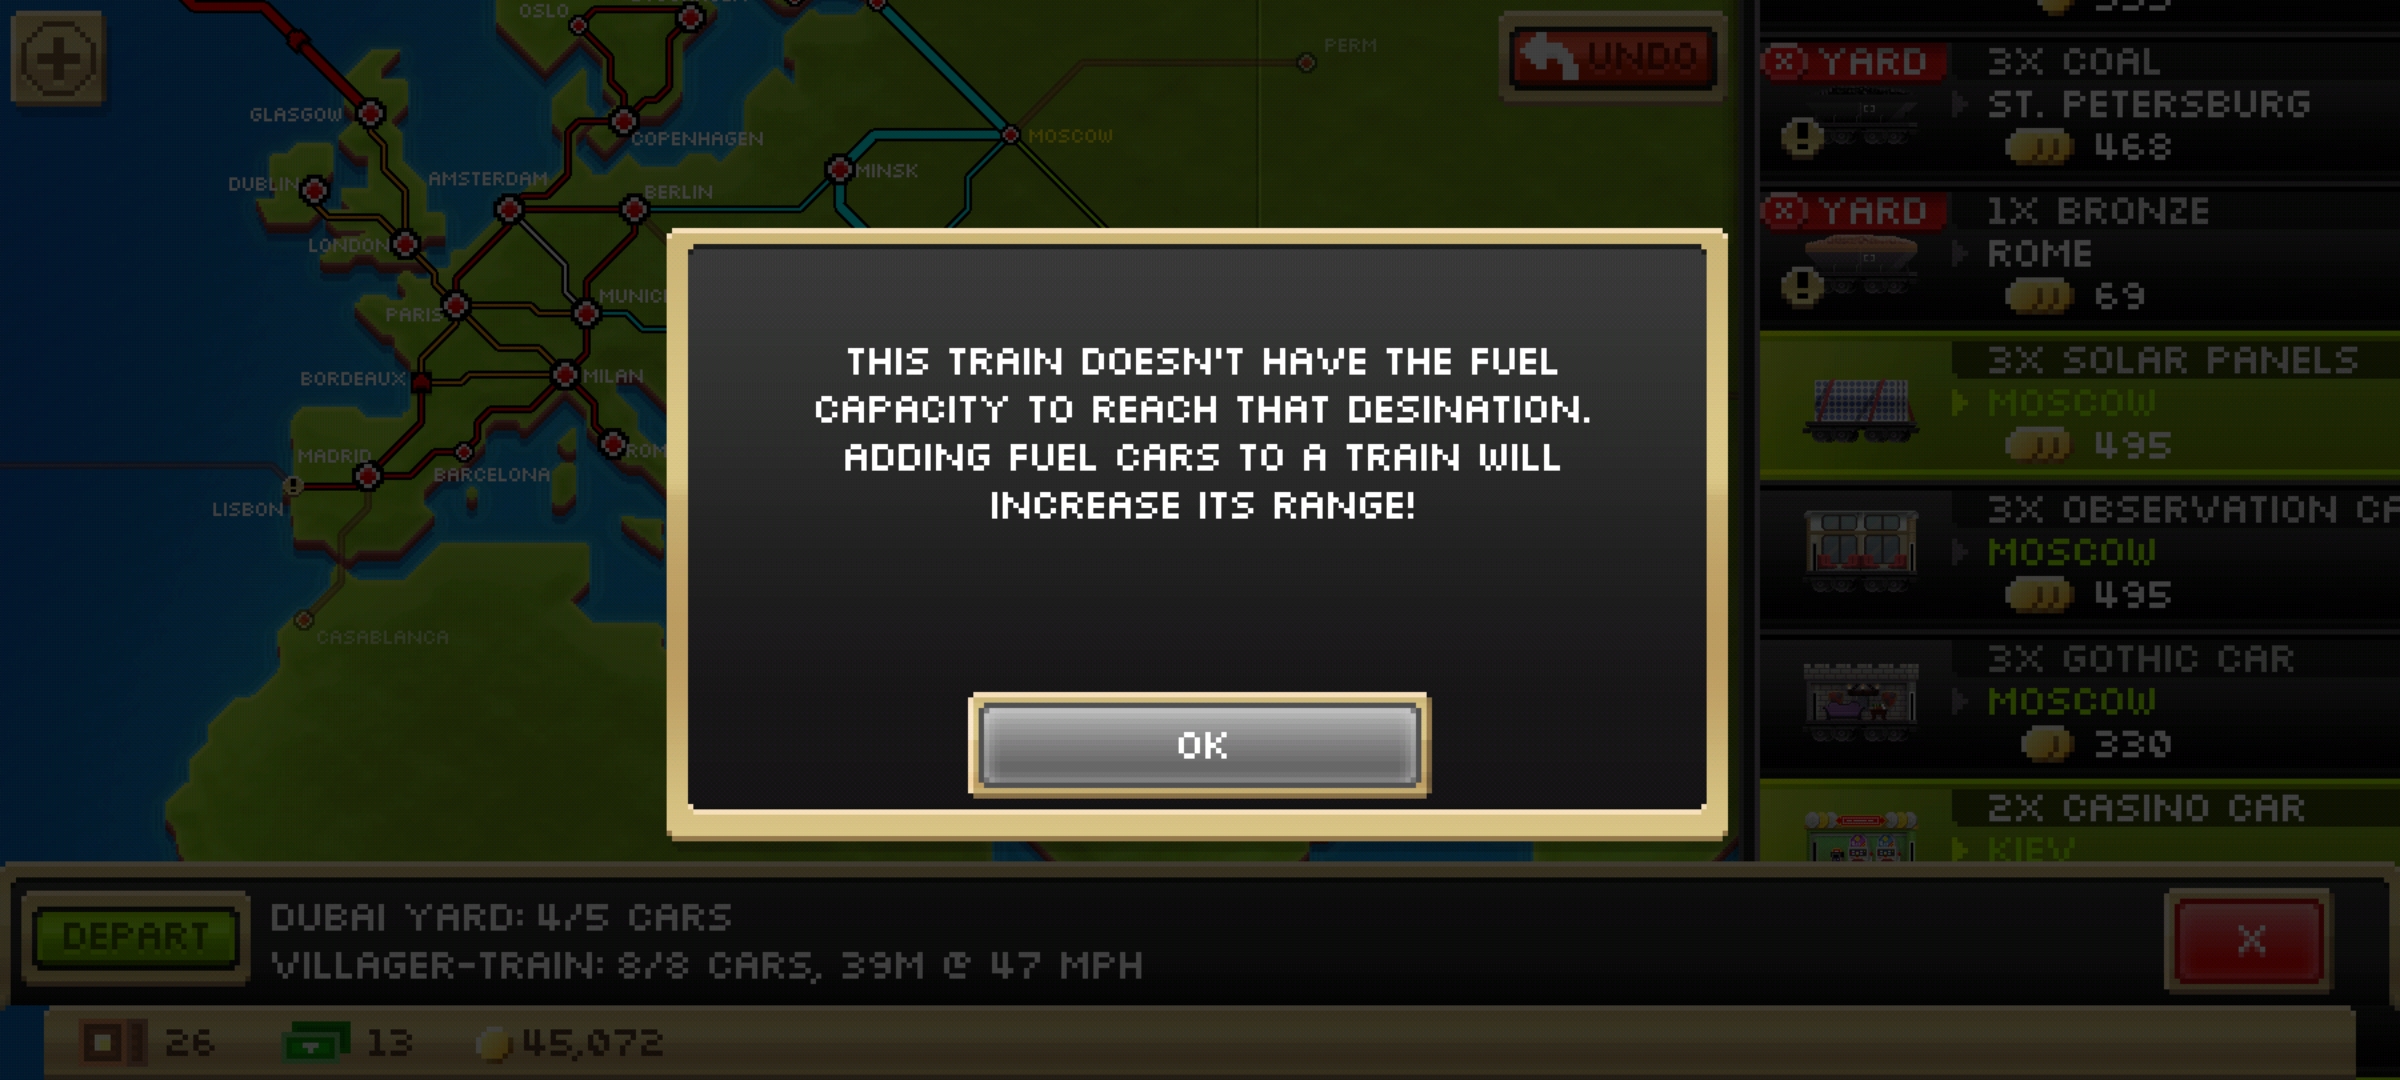 OSLO
PERM
UNDO
GLASGOW
COPENHAGEN
MOSCOW
MINSK
DUBLIN
AMSTERDAM
BERLIN
LONDON
PARIS
BORDEAUX
MILAN
MADRID
BARCELONA
LISBON
CASABLANCA
THIS TRAIN DOESN'T HAVE THE FUEL
CAPACITY TO REACH THAT DESINATION.
ADDING FUEL CARS TO A TRAIN WILL
INCREASE ITS RANGE!
OK
YARD
3X COAL
ST. PETERSBURG
468
YARD
1X BRONZE
ROME
69
3X SOLAR PANELS
MOSCOW
495
3X OBSERVATION
MOSCOW
495
3X GOTHIC CAR
MOSCOW
330
2X CASINO CAR
KIEV
DEPART
DUBAI YARD: 4/5 CARS
VILLAGER-TRAIN: 8/8 CARS, 39M @ 47 MPH
X
26
13
45,072